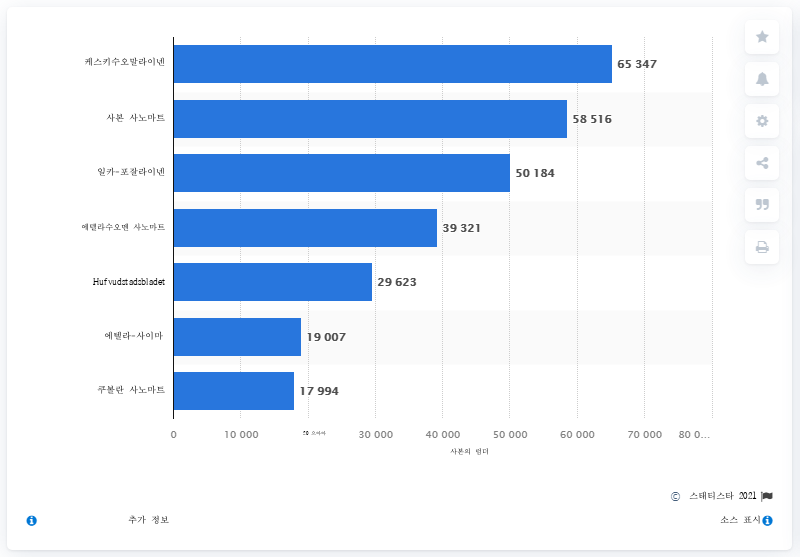 케스키수오말라이넨
65 347
사본 사노마트
58 516
일카-포잘라이넨
50 184
에텔라수오멘 사노마트
39 321
Hufvudstadsbladet
29 623
에텔라-사이마
19 007
쿠볼란 사노마트
17 994
0 10 000 30 000 40 000 50 000 60 000 70 000 80 0…
사본의 런더
© 스태티스타 2021
추가 정보
소스 표시